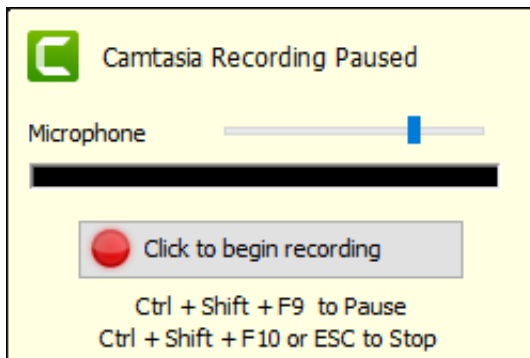 Camtasia Recording Paused
Microphone
Click to begin recording
Ctrl + Shift + F9 to Pause
Ctrl + Shift + F10 or ESC to Stop